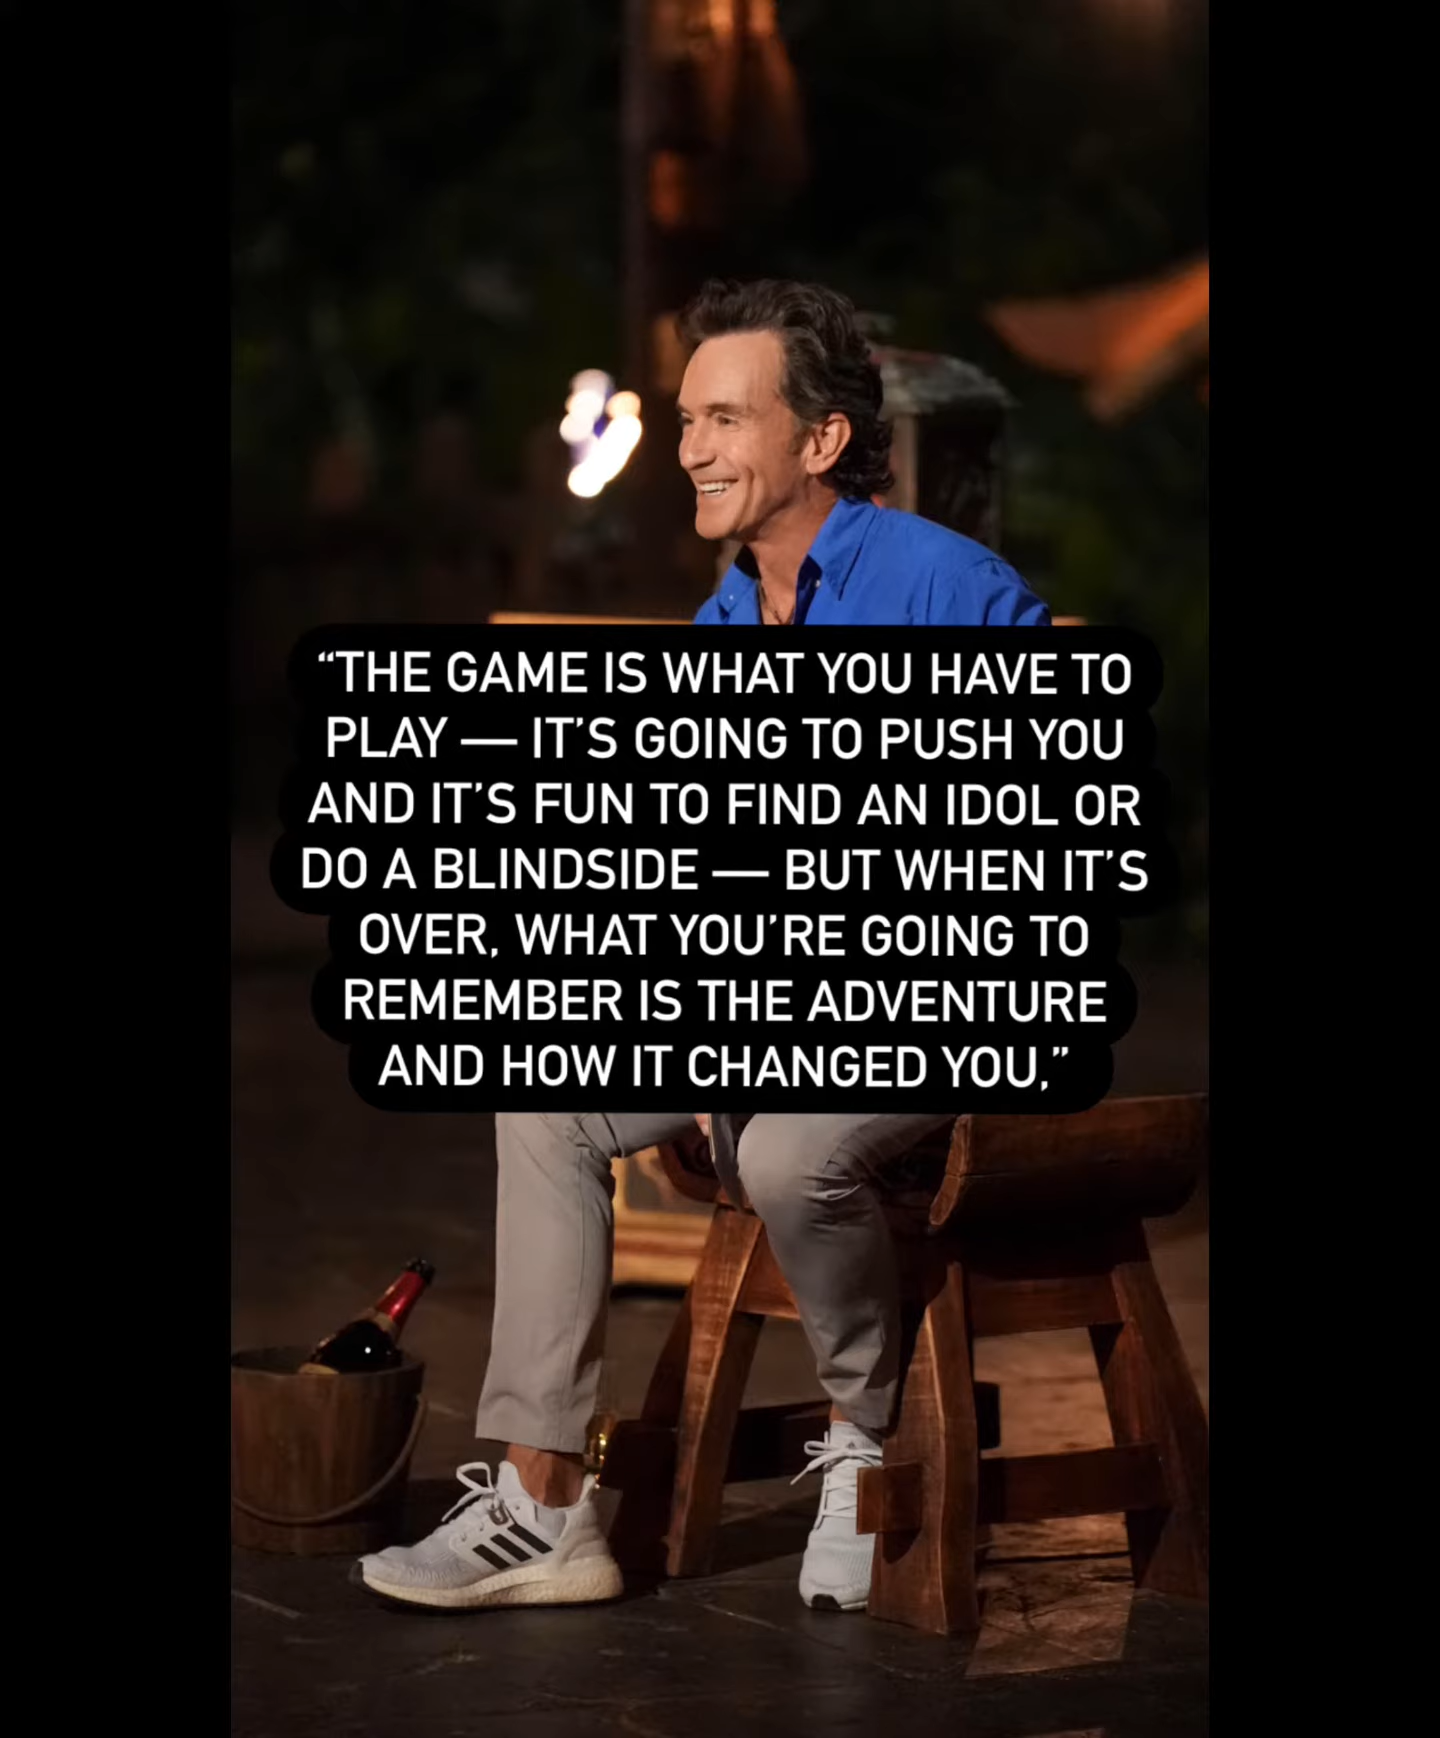 “THE GAME IS WHAT YOU HAVE TO
PLAY — IT’S GOING TO PUSH YOU
AND IT’S FUN TO FIND AN IDOL OR
DO A BLINDSIDE — BUT WHEN IT’S
OVER, WHAT YOU’RE GOING TO
REMEMBER IS THE ADVENTURE
AND HOW IT CHANGED YOU,”